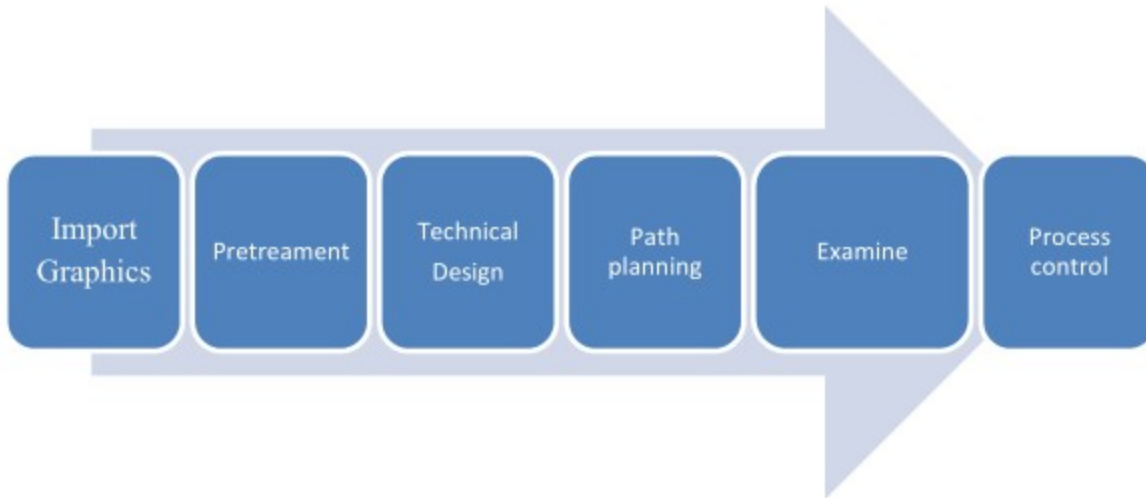 Import
Graphics
Pretreament
Technical
Design
Path
planning
Examine
Process
control